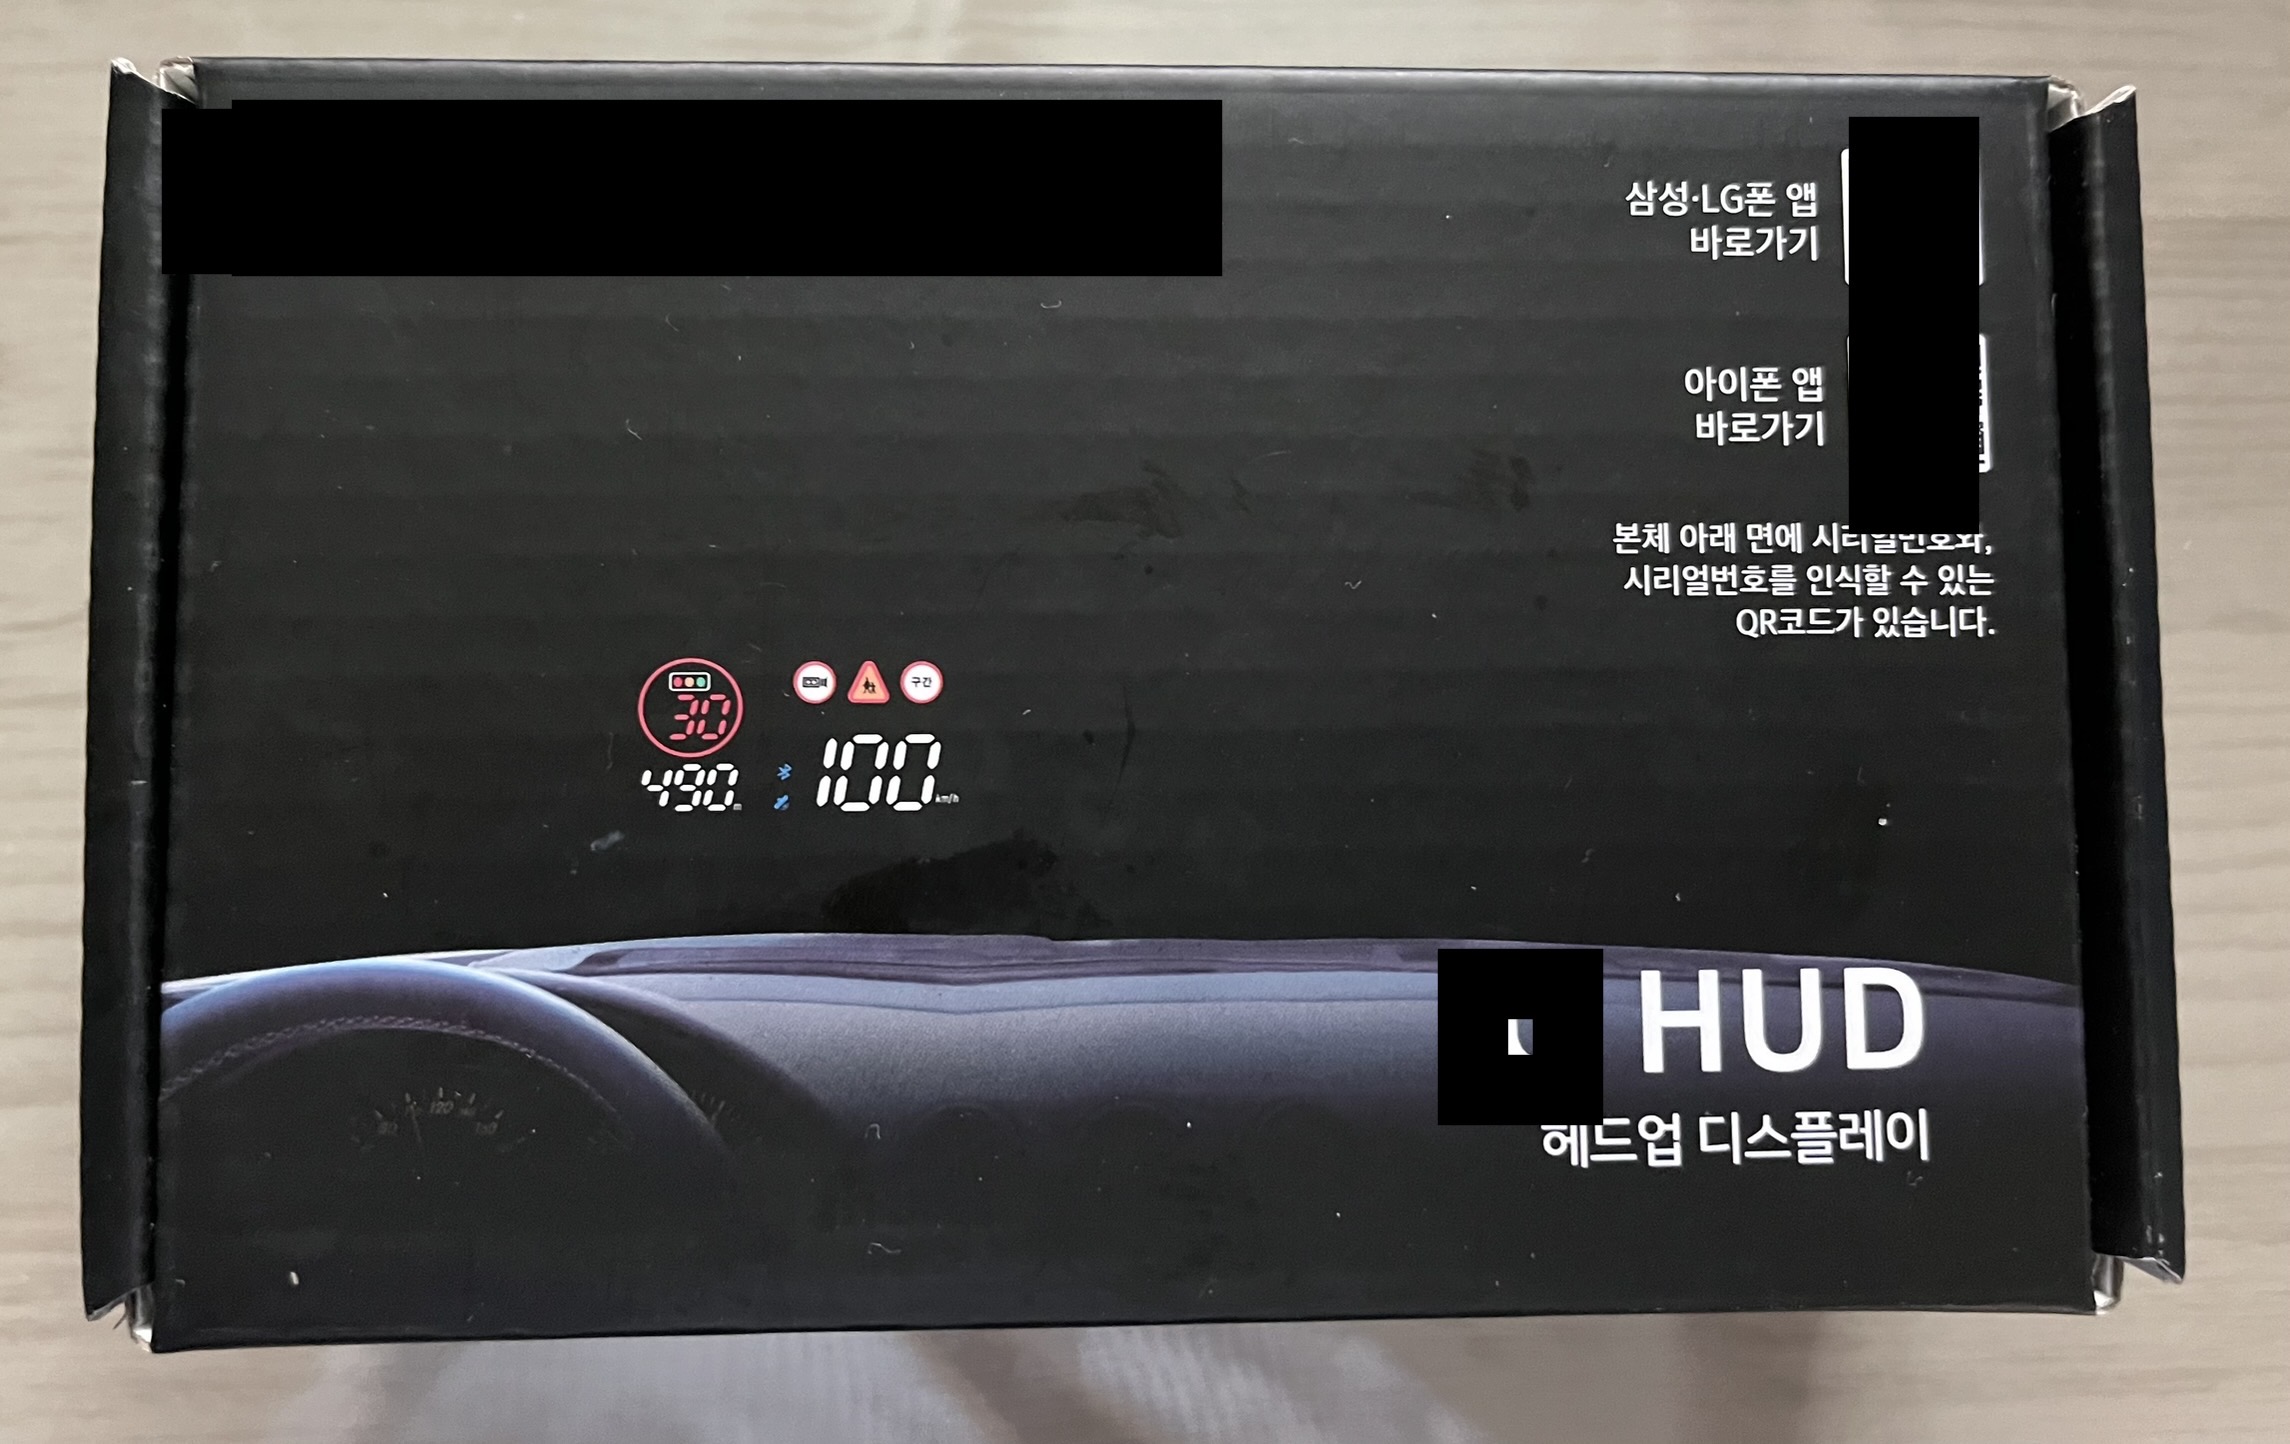 삼성·LG폰 앱
바로가기
아이폰 앱
바로가기
본체 아래 면에 시리얼번호와,
시리얼번호를 인식할 수 있는
QR코드가 있습니다.
30
구간
490m
100km/h
120
HUD
헤드업 디스플레이